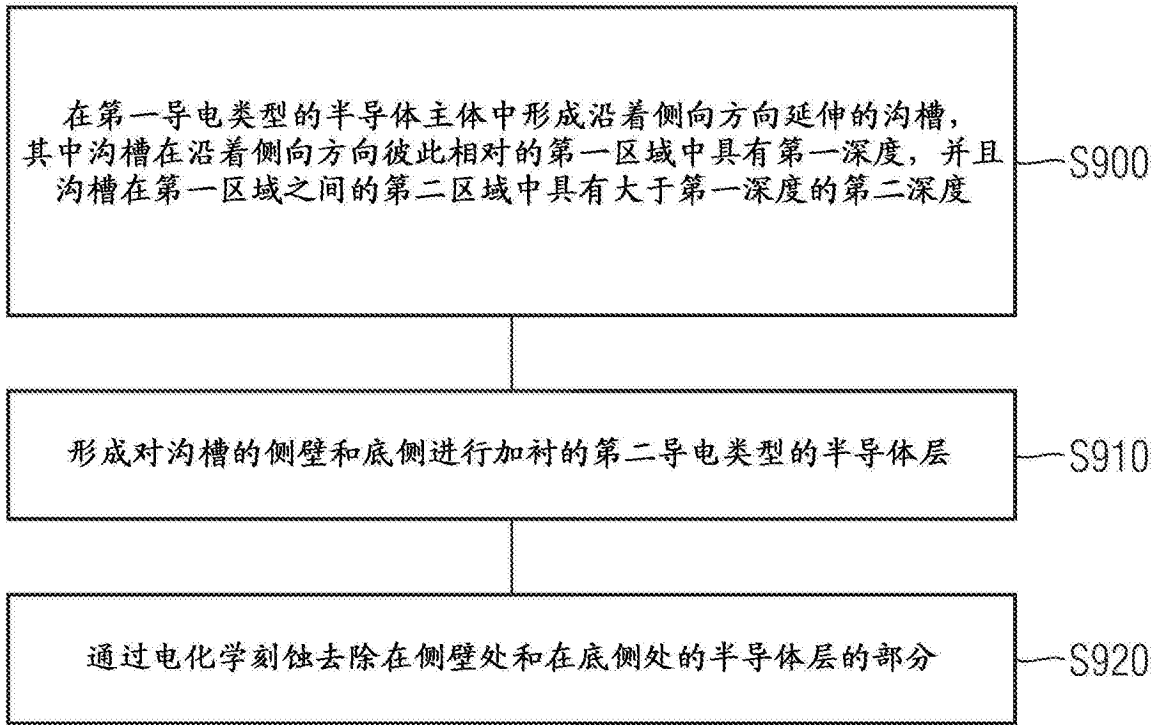 在第一导电类型的半导体主体中形成沿着侧向方向延伸的沟槽，
其中沟槽在沿着侧向方向彼此相对的第一区域中具有第一深度，并且
沟槽在第一区域之间的第二区域中具有大于第一深度的第二深度
S900
形成对沟槽的侧壁和底侧进行加衬的第二导电类型的半导体层
S910
通过电化学刻蚀去除在侧壁处和在底侧处的半导体层的部分
S920